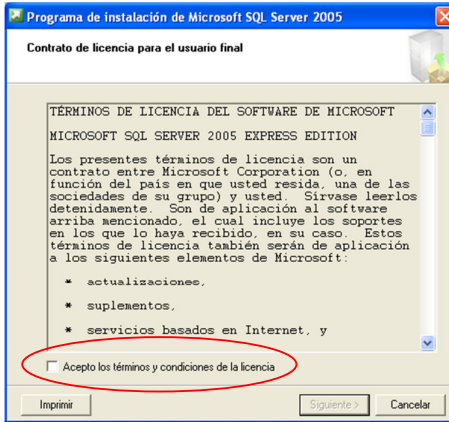 Programa de instalación de Microsoft SQL Server 2005
Contrato de licencia para el usuario final
TÉRMINOS DE LICENCIA DEL SOFTWARE DE MICROSOFT
MICROSOFT SQL SERVER 2005 EXPRESS EDITION
Los presentes términos de licencia son un
contrato entre Microsoft Corporation (o, en
función del país en que usted resida, una de las
sociedades de su grupo) y usted.  Sírvase leerlos
detenidamente.  Son de aplicación al software
arriba mencionado, el cual incluye los soportes
en los que lo haya recibido, en su caso.  Estos
términos de licencia también serán de aplicación
a los siguientes elementos de Microsoft:
* actualizaciones,
* suplementos,
* servicios basados en Internet, y
Acepto los términos y condiciones de la licencia
Imprimir Siguiente > Cancelar